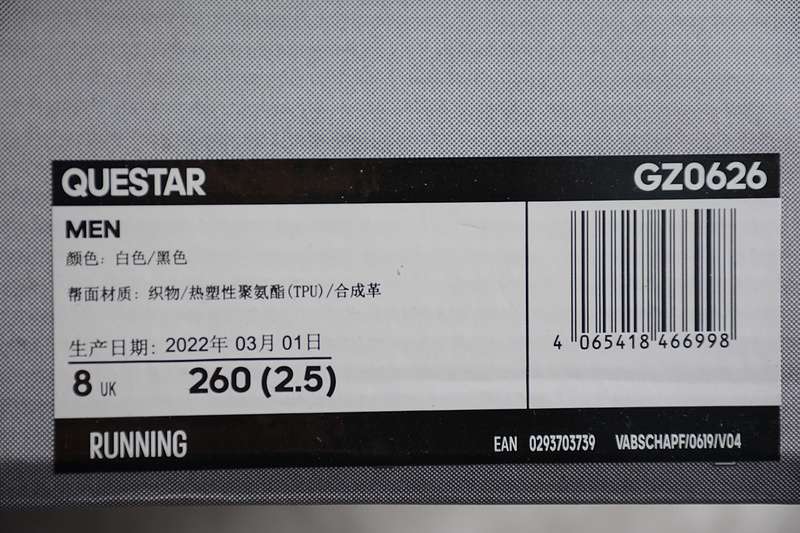 QUESTAR GZ0626
MEN
颜色: 白色/黑色
帮面材质: 织物/热塑性聚氨酯(TPU)/合成革
生产日期: 2022年 03月 01日
8 UK 260 (2.5)
4 065418 466998
RUNNING EAN 0293703739 VABSCHAPF/0619/V04